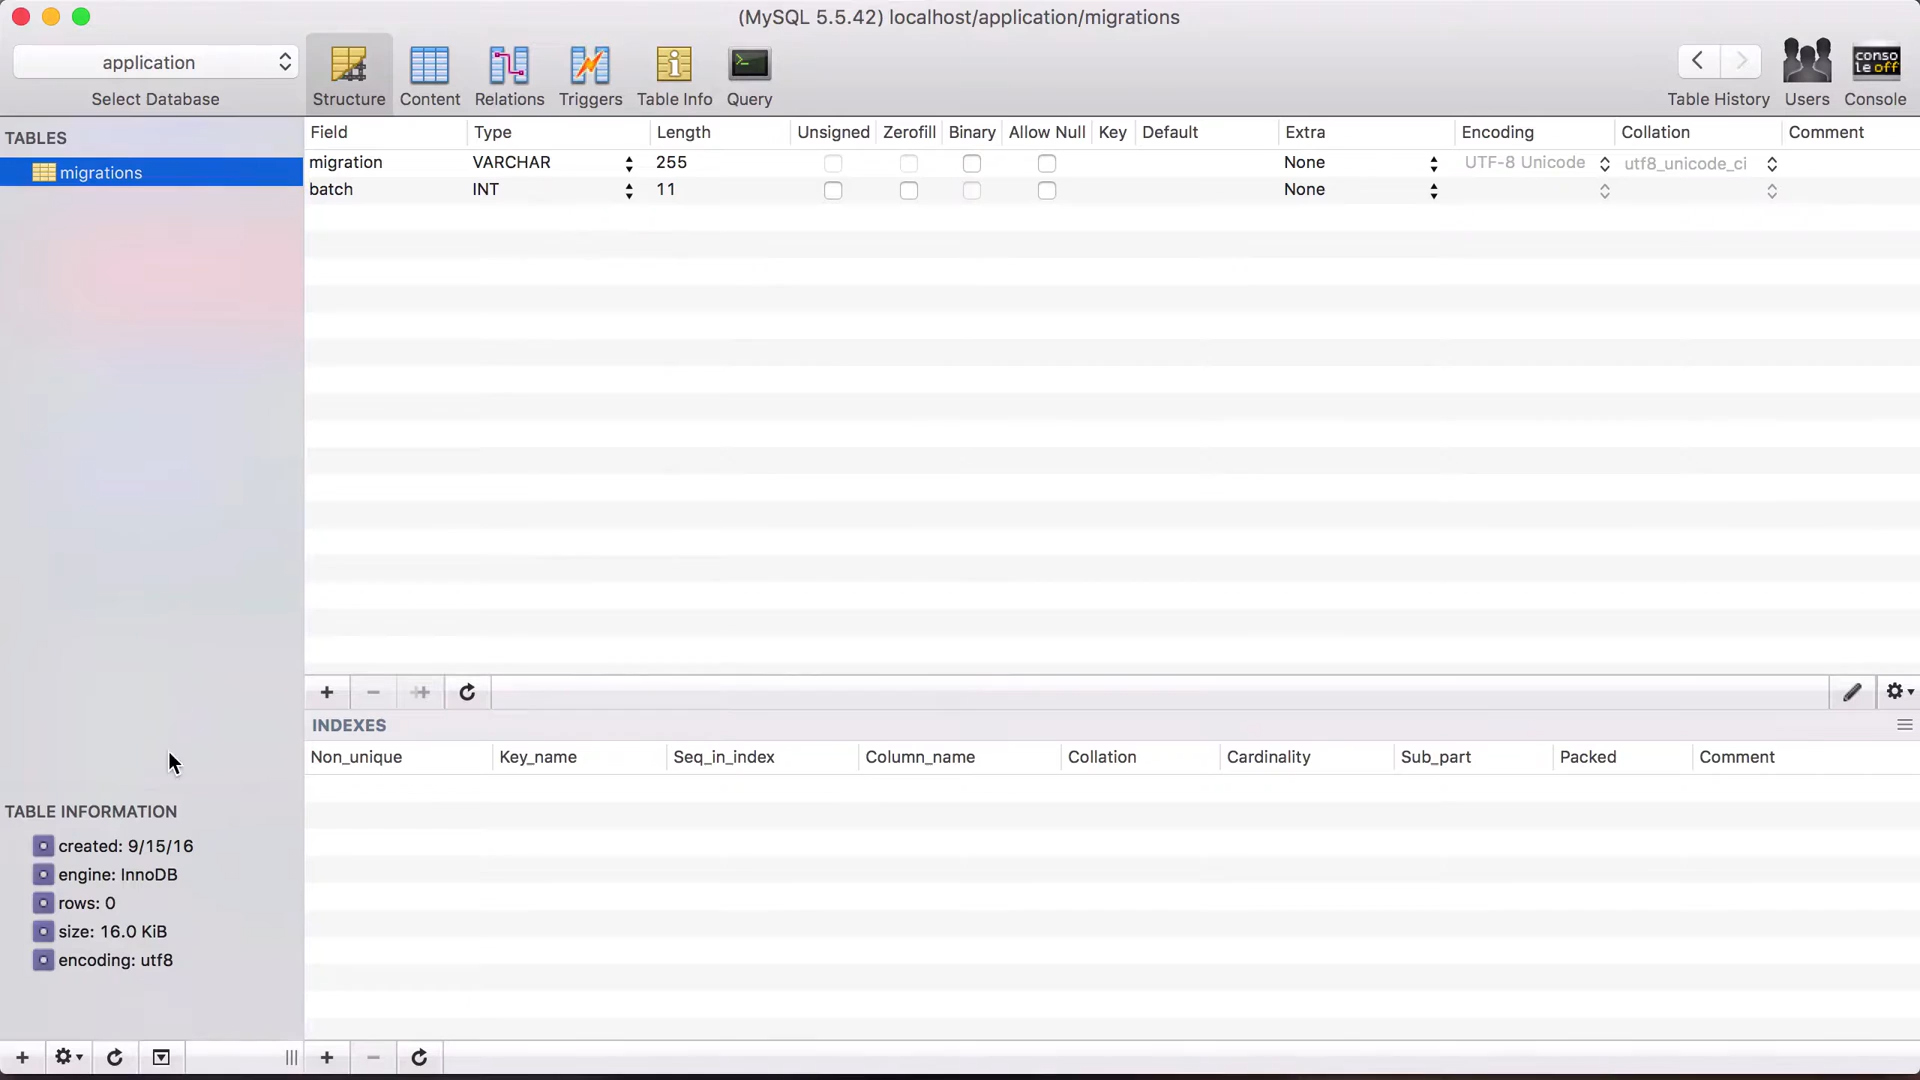 (MySQL 5.5.42) localhost/application/migrations
application
Select Database
Structure
Content
Relations
Triggers
Table Info
Query
Table History
Users
conso
le off
Console
TABLES
migrations
Field Type Length Unsigned Zerofill Binary Allow Null Key Default Extra Encoding Collation Comment
migration VARCHAR 255 None UTF-8 Unicode utf8_unicode_ci
batch INT 11 None
INDEXES
Non_unique Key_name Seq_in_index Column_name Collation Cardinality Sub_part Packed Comment
TABLE INFORMATION
created: 9/15/16
engine: InnoDB
rows: 0
size: 16.0 KiB
encoding: utf8